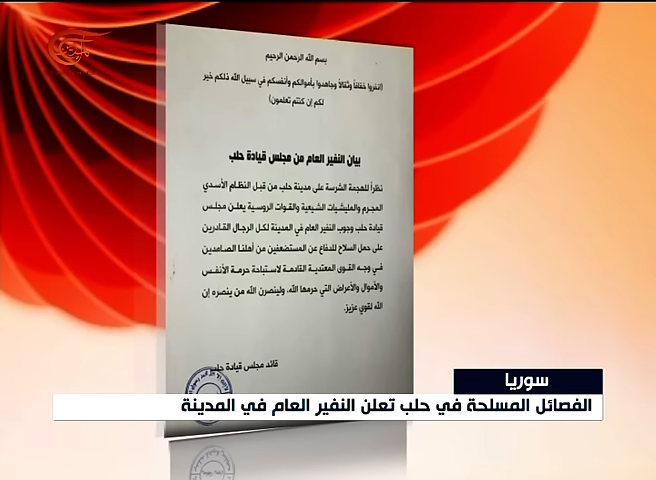 بسم الله الرحمن الرحيم
(انفروا خفافاً وثقالاً وجاهدوا بأموالكم وأنفسكم في سبيل الله ذلكم خير
لكم إن كنتم تعلمون)
بيان النفير العام من مجلس قيادة حلب
نظراً للهجمة الشرسة على مدينة حلب من قبل النظام الأسدي
المجرم والمليشيات الشيعية والقوات الروسية يعلن مجلس
قيادة حلب وجوب النفير العام في المدينة لكل الرجال القادرين
على حمل السلاح للدفاع عن المستضعفين من أهلنا الصامدين
في وجه القوى المعتدية القادمة لاستباحة حرمة الأنفس
والأموال والأعراض التي حرمها الله، ولينصرن الله من ينصره إن
الله لقوي عزيز.
قائد مجلس قيادة حلب
سوريا
الفصائل المسلحة في حلب تعلن النفير العام في المدينة